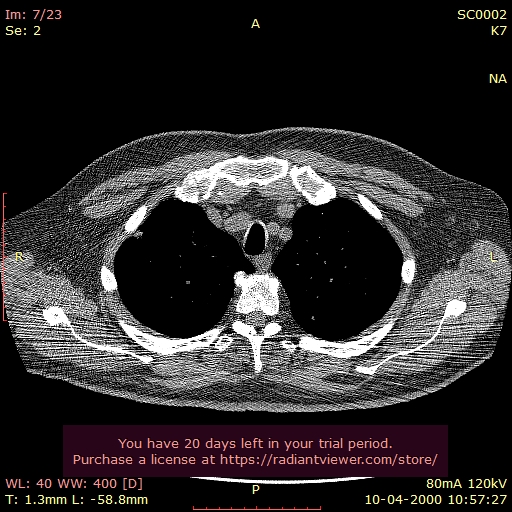 Im: 7/23
Se: 2
A
SC0002
K7
NA
R
L
You have 20 days left in your trial period.
Purchase a license at https://radiantviewer.com/store/
WL: 40 WW: 400 [D]
T: 1.3mm L: -58.8mm
P
80mA 120kV
10-04-2000 10:57:27